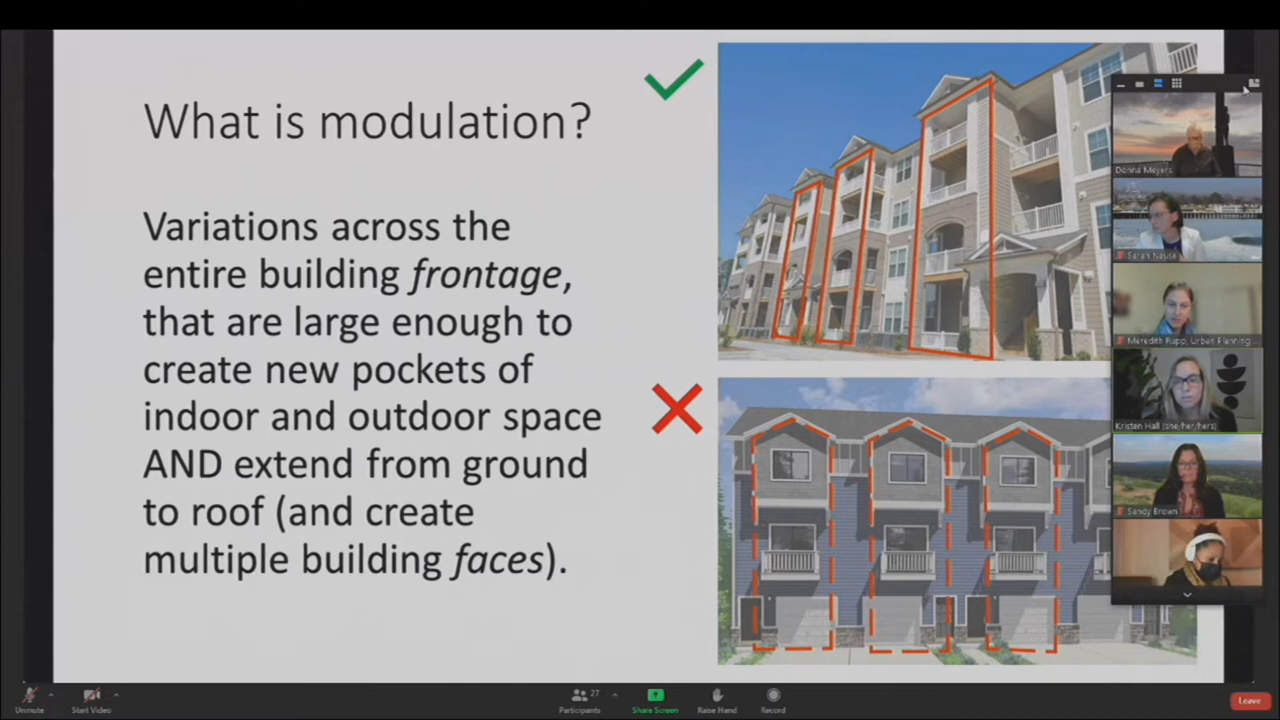 What is modulation?
Variations across the
entire building frontage,
that are large enough to
create new pockets of
indoor and outdoor space
AND extend from ground
to roof (and create
multiple building faces).
Donna Meyers
Meredith Rupp, Urban Planning...
Kristen Hall (she/her/hers)
Sandy Brown
Unmute
Start Video
27
Participants
Share Screen
Raise Hand
Record
Leave